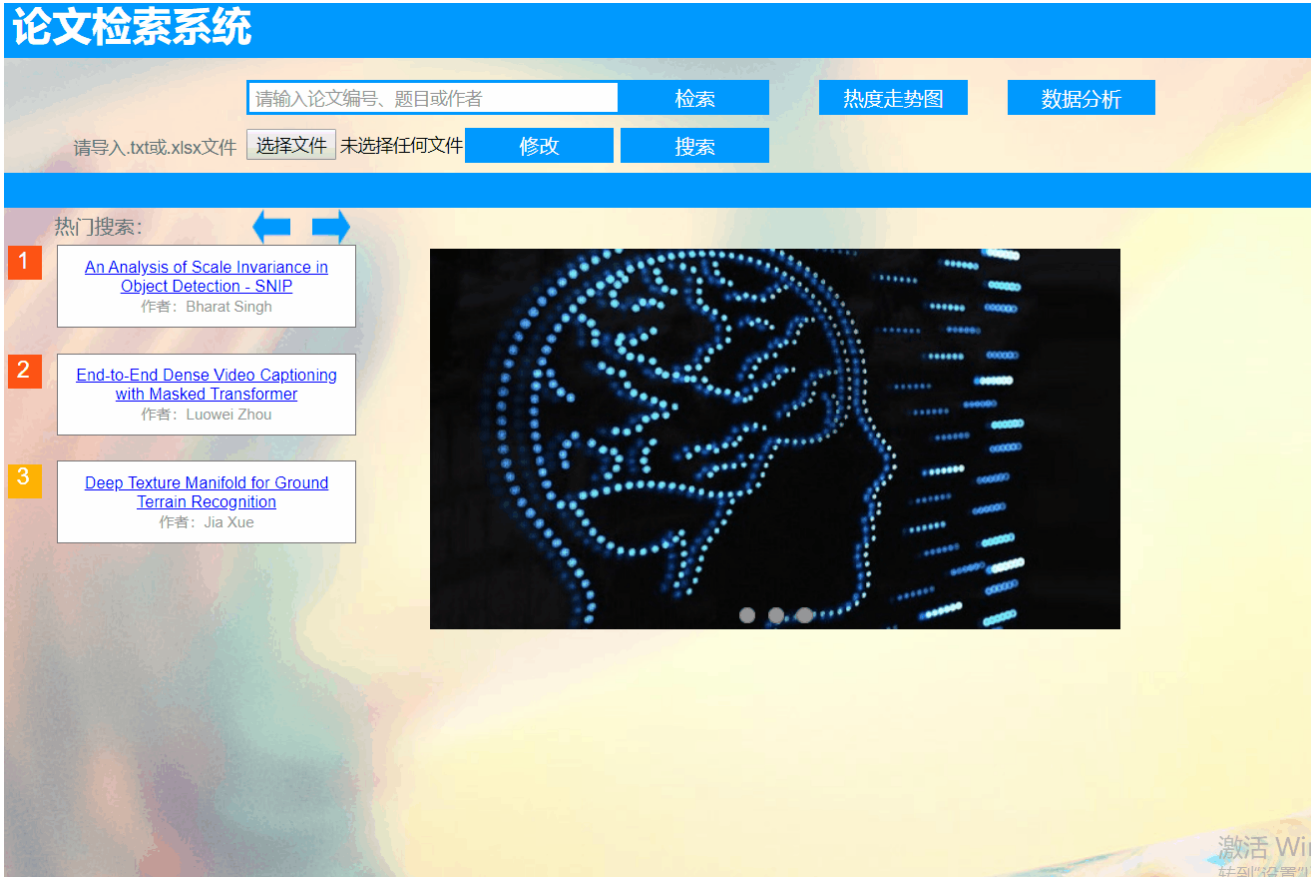 论文检索系统
请输入论文编号、题目或作者
检索
热度走势图
数据分析
请导入.txt或.xlsx文件
选择文件
未选择任何文件
修改
搜索
热门搜索：
1
An Analysis of Scale Invariance in
Object Detection - SNIP
作者：Bharat Singh
2
End-to-End Dense Video Captioning
with Masked Transformer
作者：Luowei Zhou
3
Deep Texture Manifold for Ground
Terrain Recognition
作者：Jia Xue
激活 Wi
转到"设置"